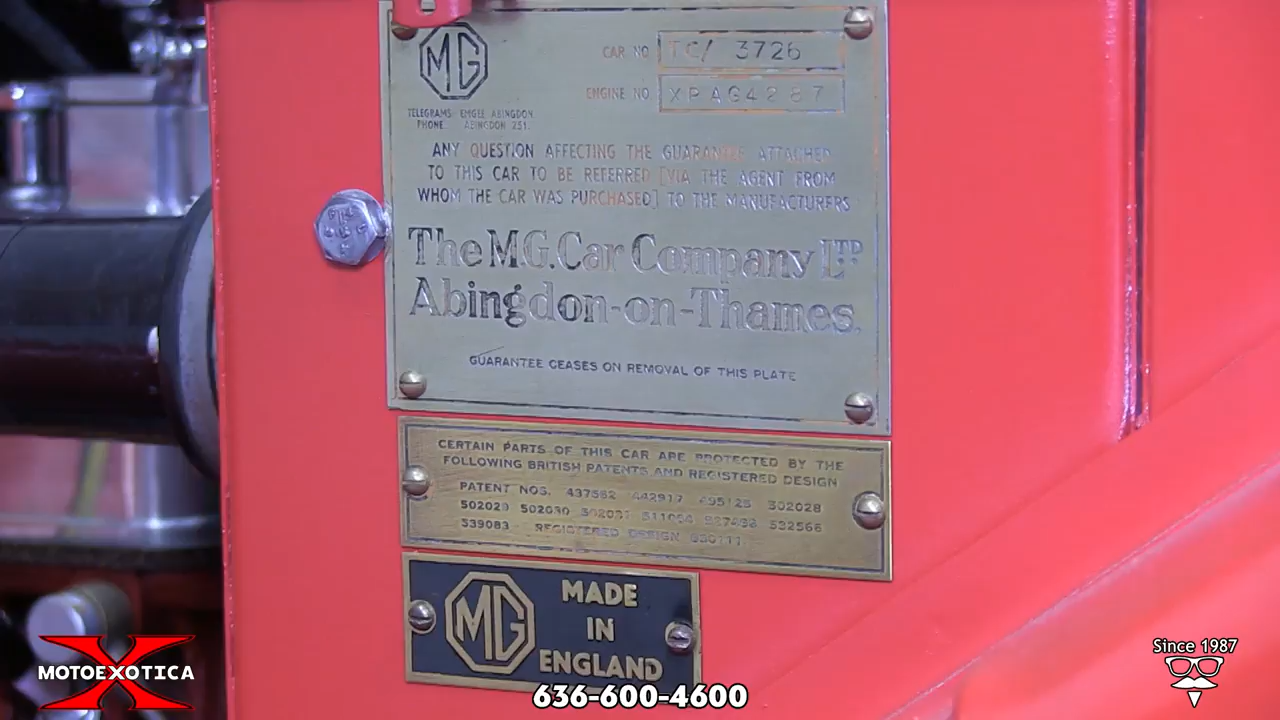 MG
CAR NO TC/ 3726
ENGINE NO. XPAG4287
TELEGRAMS: EMGEE ABINGDON.
PHONE. ABINGDON 251.
ANY QUESTION AFFECTING THE GUARANTEE ATTACHED
TO THIS CAR TO BE REFERRED [VIA THE AGENT FROM
WHOM THE CAR WAS PURCHASED] TO THE MANUFACTURERS
The M.G. Car Company LTD
Abingdon-on-Thames.
GUARANTEE CEASES ON REMOVAL OF THIS PLATE
CERTAIN PARTS OF THIS CAR ARE PROTECTED BY THE
FOLLOWING BRITISH PATENTS AND REGISTERED DESIGN
PATENT NOS. 437582 442917 502028
502029 502030 532566
539083 REGISTERED DESIGN
MG
MADE
IN
ENGLAND
MOTOEXOTICA
636-600-4600
Since 1987